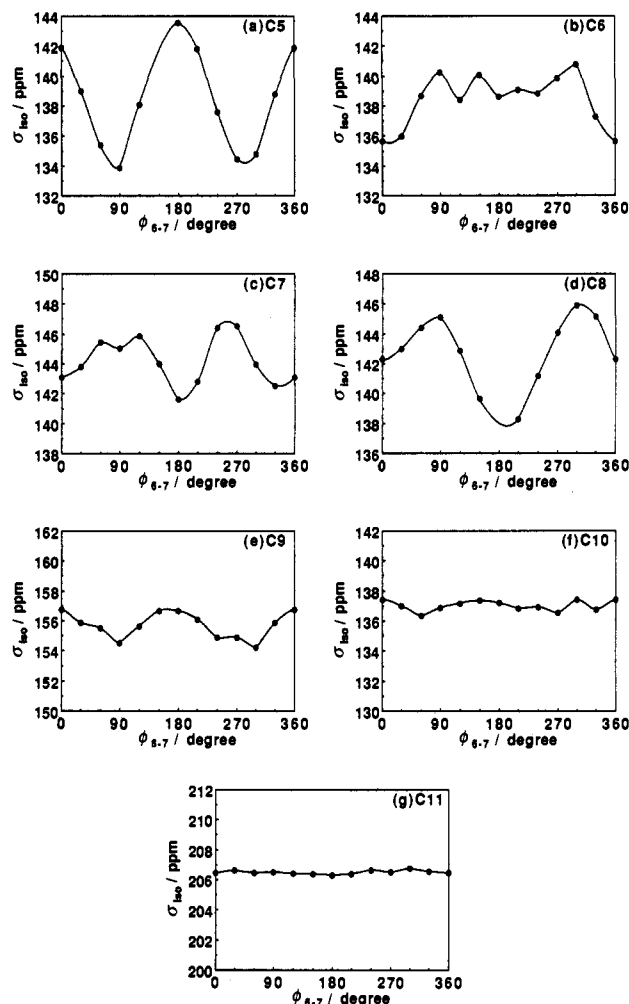 (a)C5
144
142
140
138
136
134
132
σiso / ppm
0 90 180 270 360
ϕ6-7 / degree
(b)C6
144
142
140
138
136
134
132
σiso / ppm
0 90 180 270 360
ϕ6-7 / degree
(c)C7
150
148
146
144
142
140
138
σiso / ppm
0 90 180 270 360
ϕ6-7 / degree
(d)C8
148
146
144
142
140
138
136
σiso / ppm
0 90 180 270 360
ϕ6-7 / degree
(e)C9
162
160
158
156
154
152
150
σiso / ppm
0 90 180 270 360
ϕ6-7 / degree
(f)C10
142
140
138
136
134
132
130
σiso / ppm
0 90 180 270 360
ϕ6-7 / degree
(g)C11
212
210
208
206
204
202
200
σiso / ppm
0 90 180 270 360
ϕ6-7 / degree